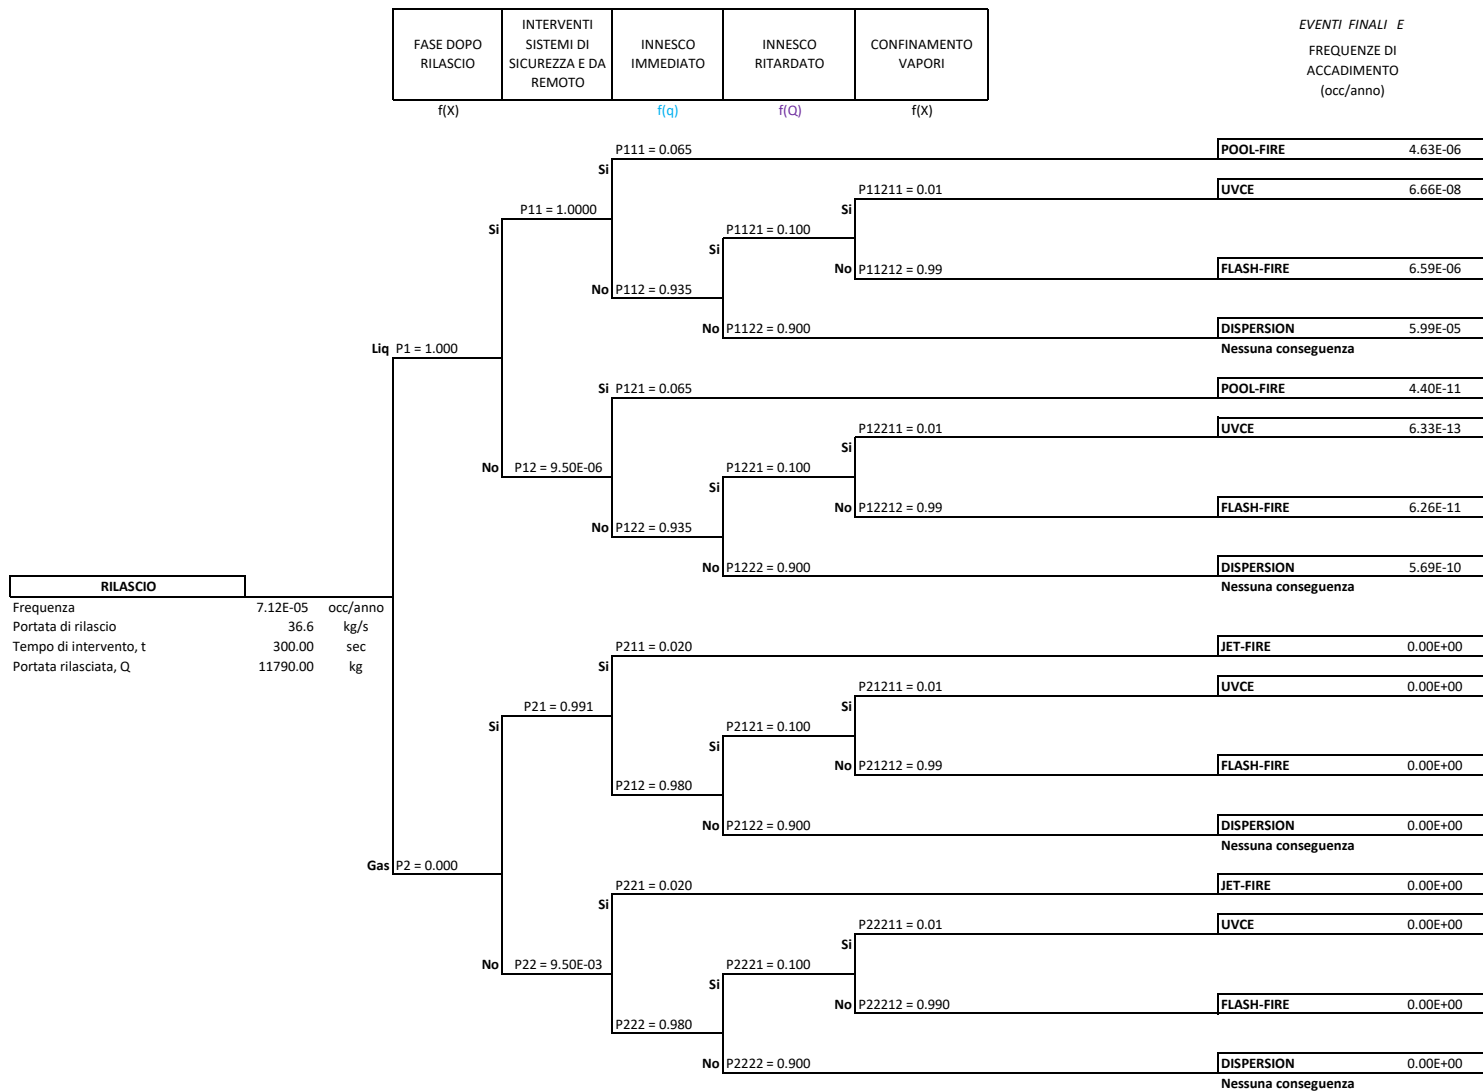 FASE DOPO
RILASCIO
INTERVENTI
SISTEMI DI
SICUREZZA E DA
REMOTO
INNESCO
IMMEDIATO
INNESCO
RITARDATO
CONFINAMENTO
VAPORI
EVENTI FINALI E
FREQUENZE DI
ACCADIMENTO
(occ/anno)
f(X)
f(q)
f(Q)
f(X)
P111 = 0.065
POOL-FIRE 4.63E-06
Si
P11211 = 0.01
UVCE 6.66E-08
P11 = 1.0000
Si
Si
P1121 = 0.100
Si
No P11212 = 0.99
FLASH-FIRE 6.59E-06
No P112 = 0.935
No P1122 = 0.900
DISPERSION 5.99E-05
Nessuna conseguenza
Liq P1 = 1.000
Si P121 = 0.065
POOL-FIRE 4.40E-11
P12211 = 0.01
UVCE 6.33E-13
Si
No P12 = 9.50E-06
P1221 = 0.100
Si
No P12212 = 0.99
FLASH-FIRE 6.26E-11
No P122 = 0.935
No P1222 = 0.900
DISPERSION 5.69E-10
Nessuna conseguenza
RILASCIO
Frequenza 7.12E-05 occ/anno
Portata di rilascio 36.6 kg/s
Tempo di intervento, t 300.00 sec
Portata rilasciata, Q 11790.00 kg
P211 = 0.020
JET-FIRE 0.00E+00
Si
P21211 = 0.01
UVCE 0.00E+00
P21 = 0.991
Si
Si
P2121 = 0.100
Si
No P21212 = 0.99
FLASH-FIRE 0.00E+00
P212 = 0.980
No P2122 = 0.900
DISPERSION 0.00E+00
Nessuna conseguenza
Gas P2 = 0.000
P221 = 0.020
JET-FIRE 0.00E+00
Si
P22211 = 0.01
UVCE 0.00E+00
Si
No P22 = 9.50E-03
P2221 = 0.100
Si
No P22212 = 0.990
FLASH-FIRE 0.00E+00
P222 = 0.980
No P2222 = 0.900
DISPERSION 0.00E+00
Nessuna conseguenza